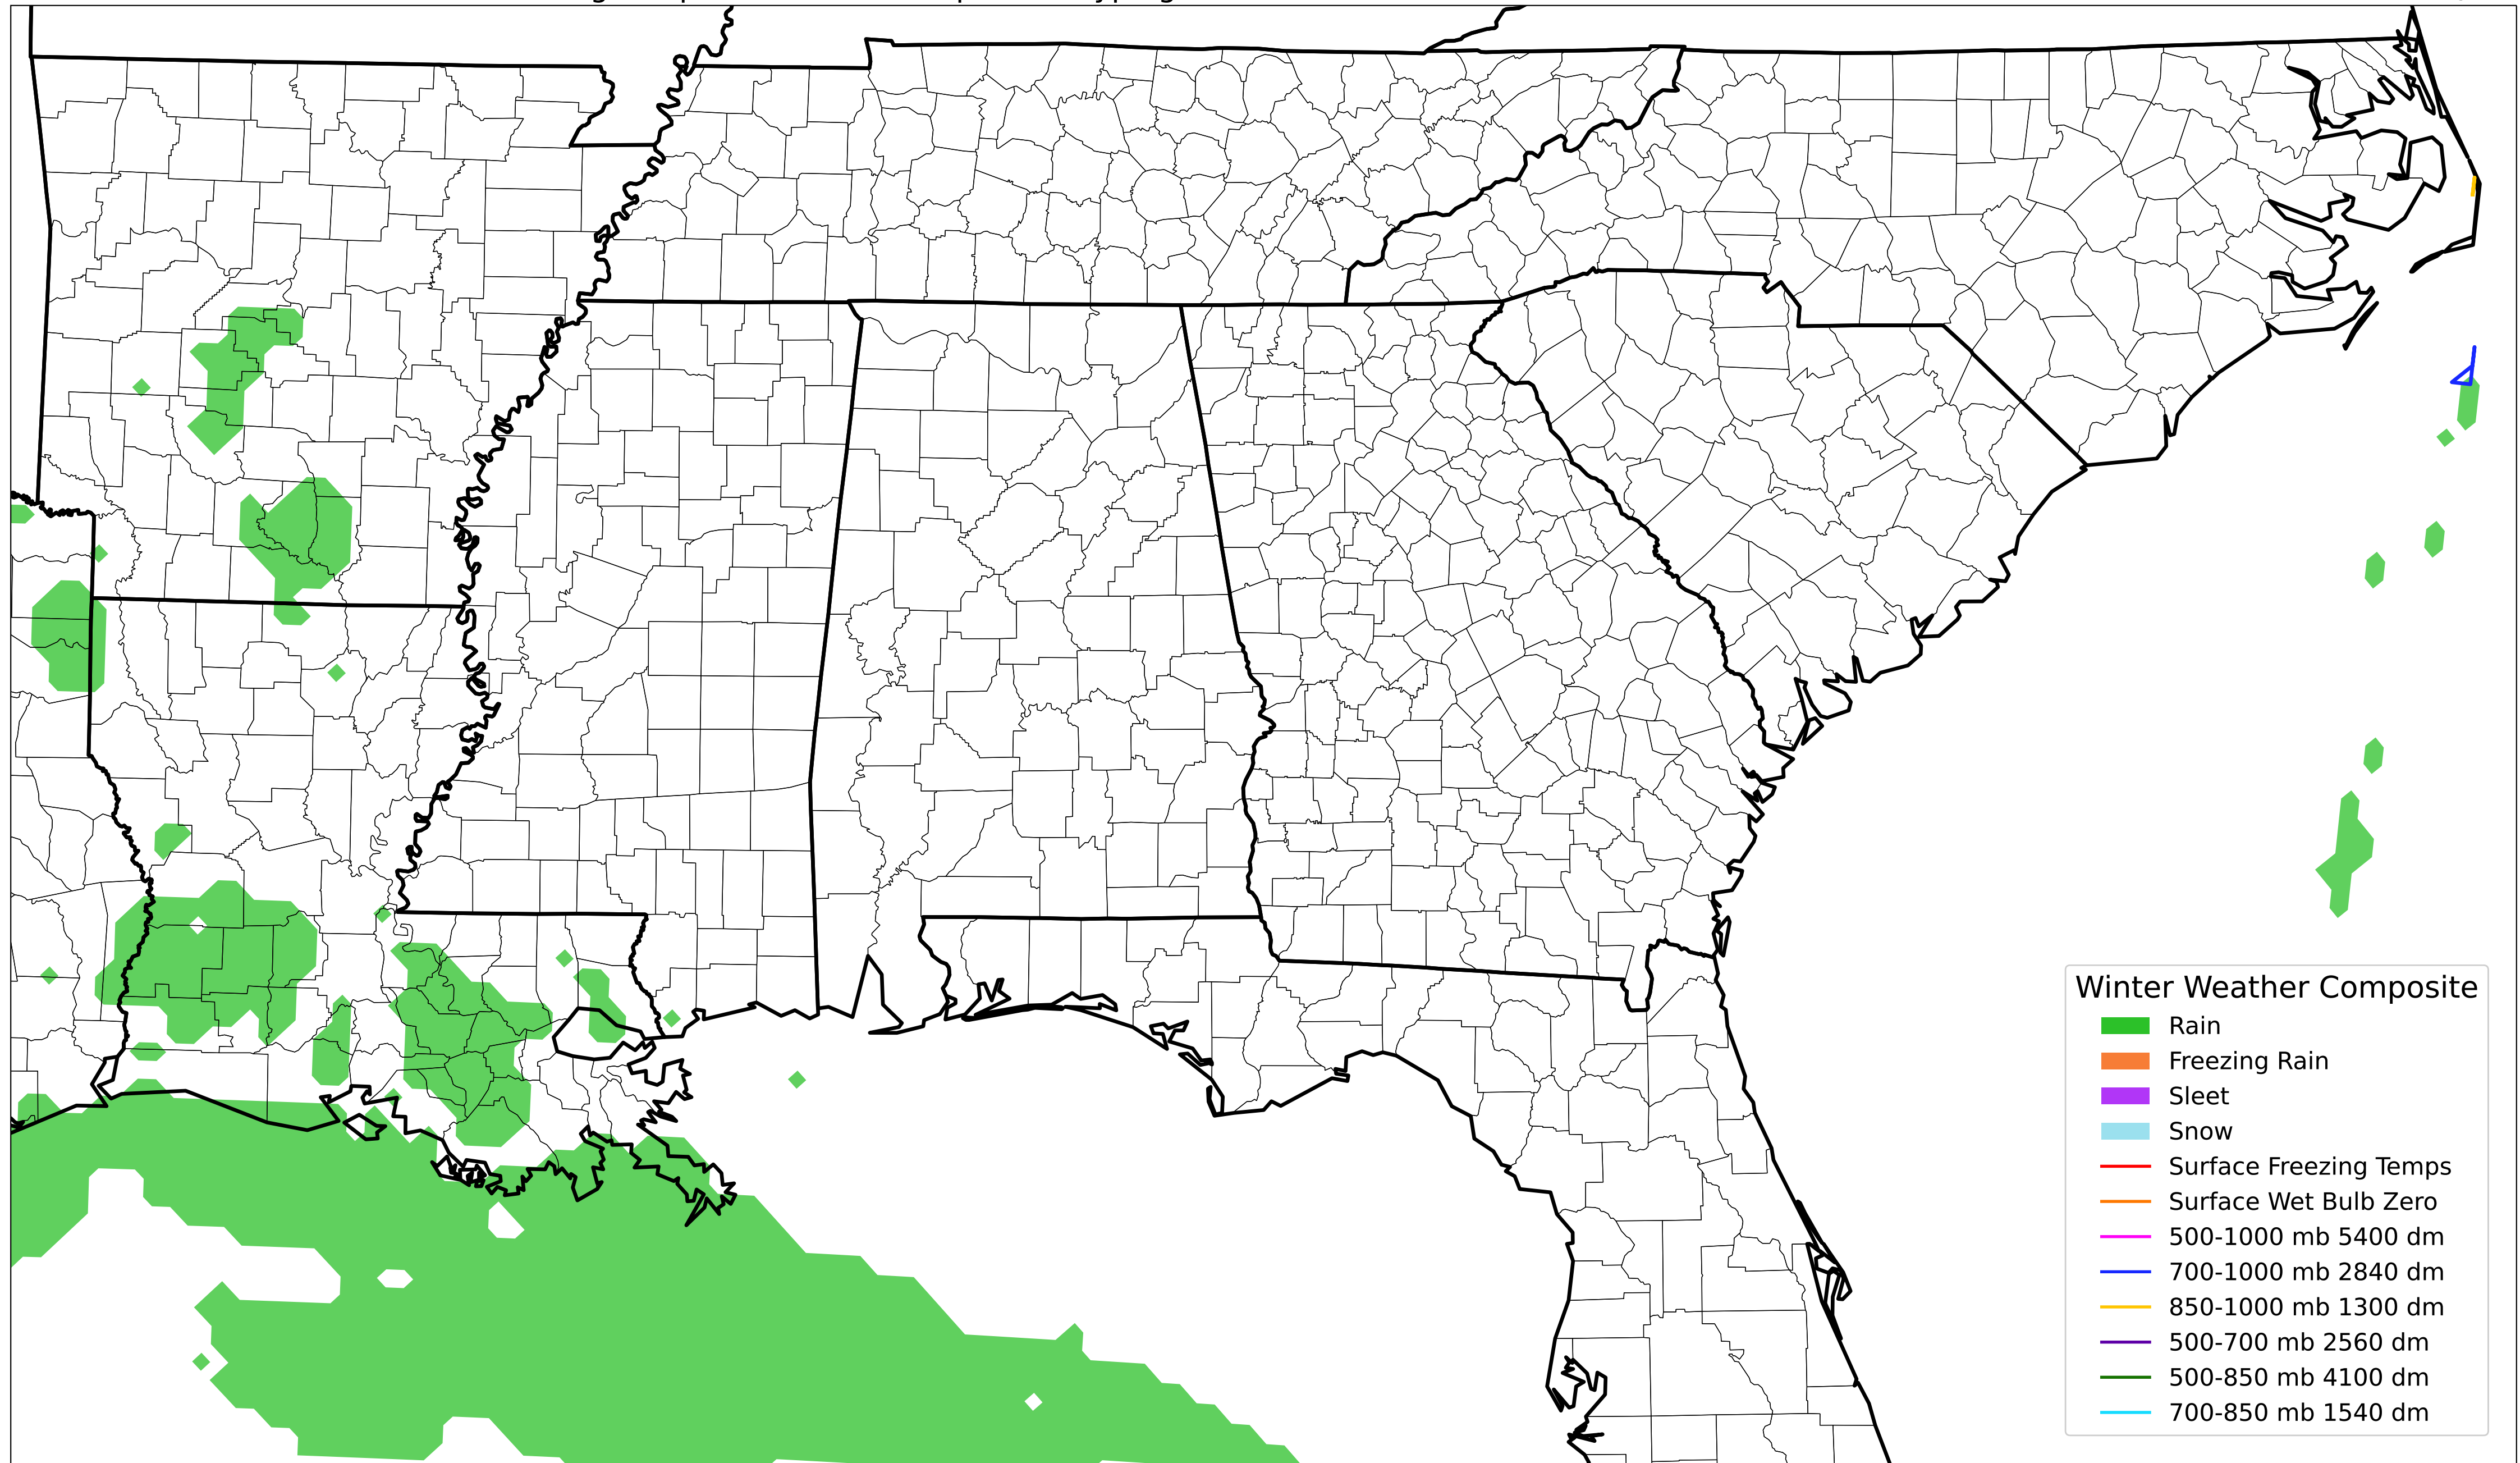 Winter Weather Composite
Rain
Freezing Rain
Sleet
Snow
Surface Freezing Temps
Surface Wet Bulb Zero
500-1000 mb 5400 dm
700-1000 mb 2840 dm
850-1000 mb 1300 dm
500-700 mb 2560 dm
500-850 mb 4100 dm
700-850 mb 1540 dm